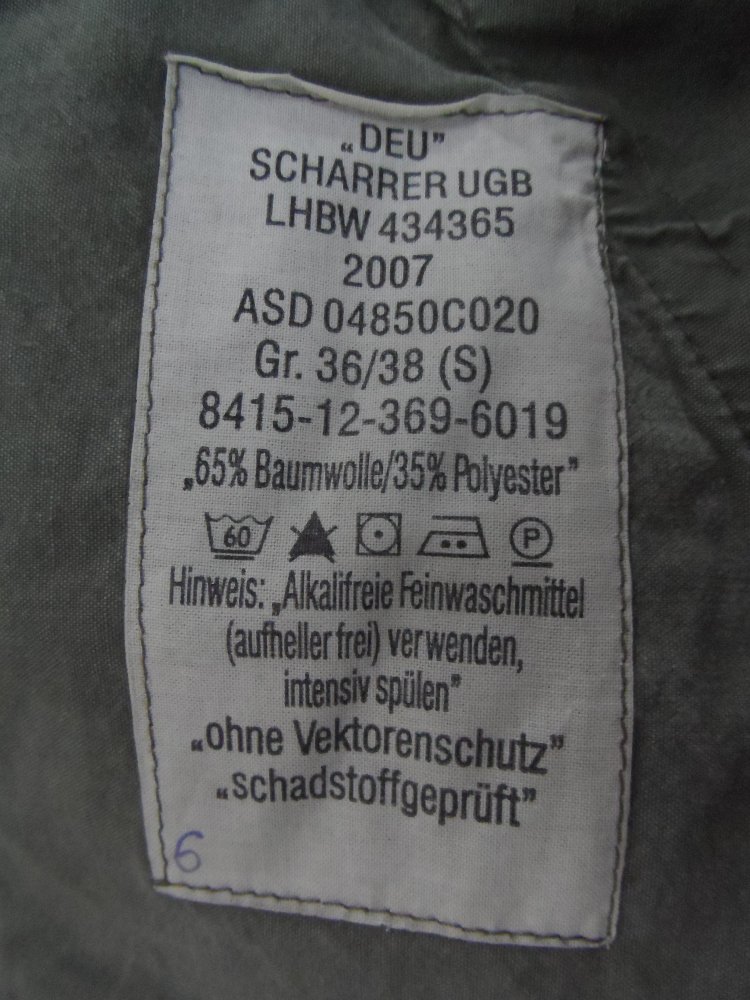 „DEU”
SCHARRER UGB
LHBW 434365
2007
ASD 04850C020
Gr. 36/38 (S)
8415-12-369-6019
„65% Baumwolle/35% Polyester”
60 P
Hinweis: „Alkalifreie Feinwaschmittel
(aufheller frei) verwenden,
intensiv spülen”
„ohne Vektorenschutz”
„schadstoffgeprüft”
6